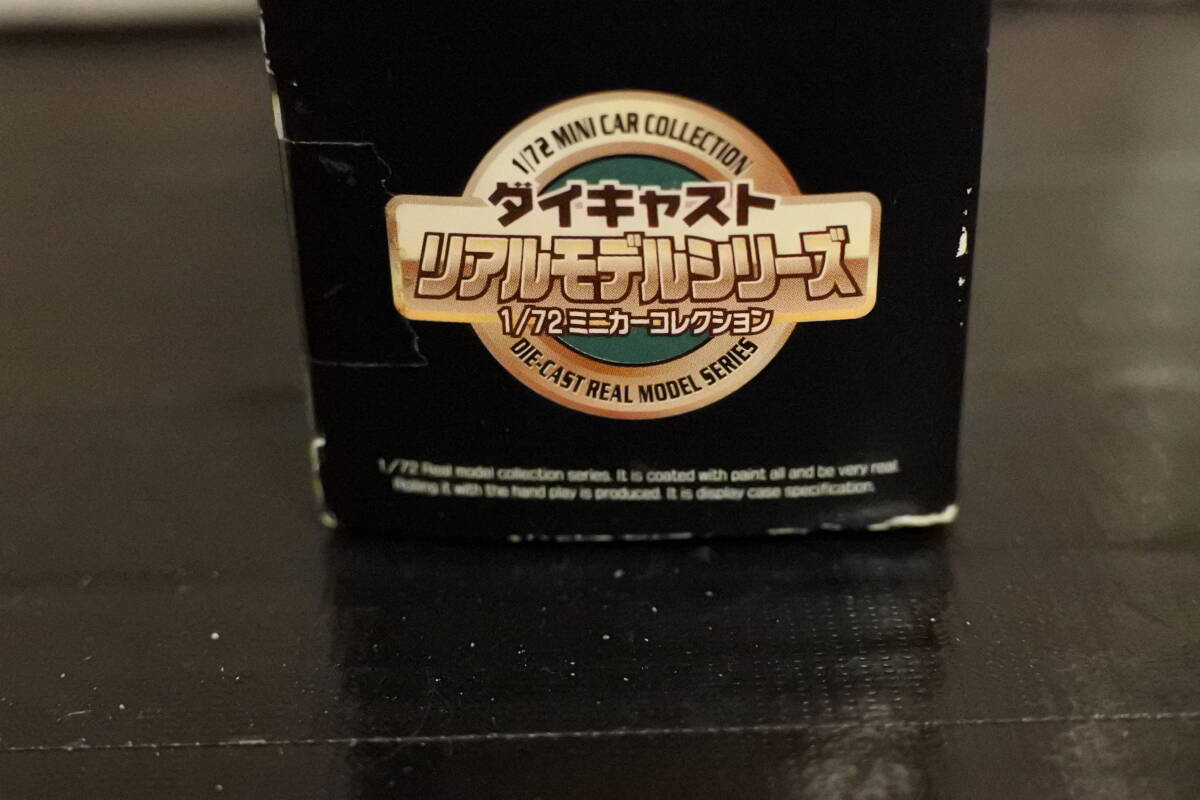 1/72 MINI CAR COLLECTION
ダイキャスト
リアルモデルシリーズ
1/72ミニカーコレクション
DIE-CAST REAL MODEL SERIES
1/72 Real model collection series. It is coated with paint all and be very real.
Rolling it with the hand play is produced. It is display case specification.